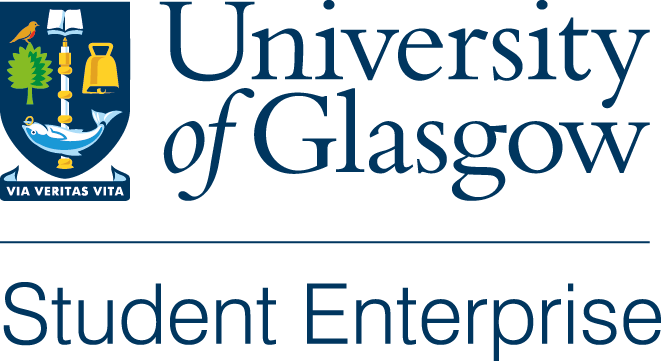 University
of Glasgow
VIA VERITAS VITA
Student Enterprise